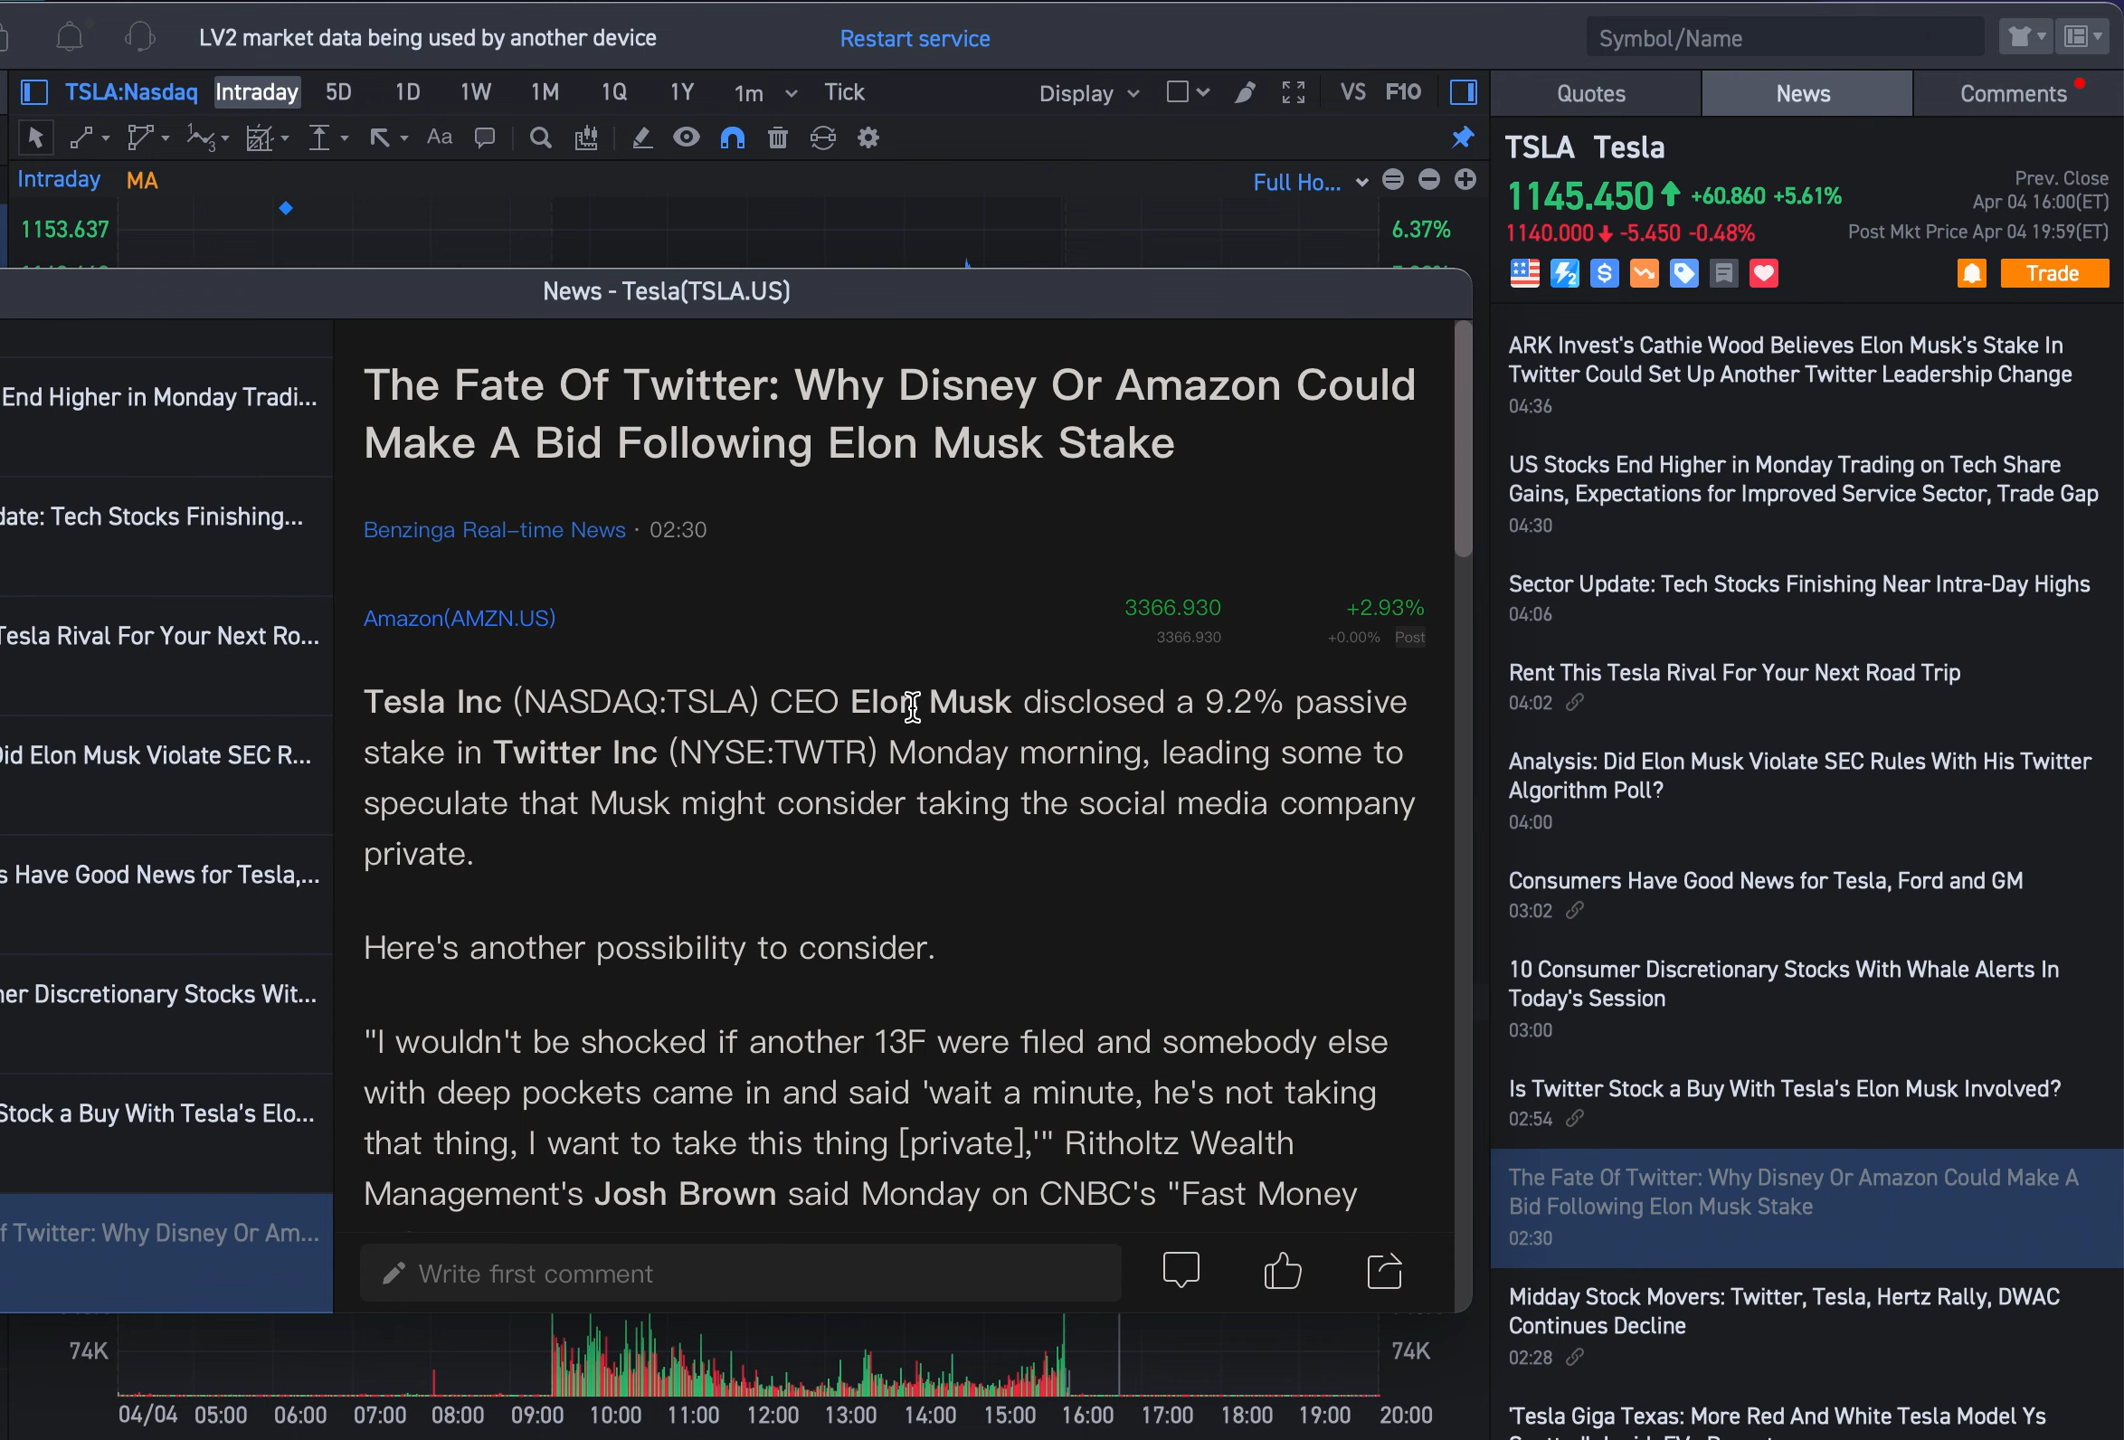 LV2 market data being used by another device
Restart service
Symbol/Name
TSLA:Nasdaq Intraday 5D 1D 1W 1M 1Q 1Y 1m Tick
Display VS F10
Quotes News Comments
Aa
Intraday MA
Full Ho...
1153.637
6.37%
TSLA Tesla
1145.450 +60.860 +5.61%
Prev. Close
Apr 04 16:00(ET)
1140.000 -5.450 -0.48%
Post Mkt Price Apr 04 19:59(ET)
Trade
News - Tesla(TSLA.US)
End Higher in Monday Tradi...
date: Tech Stocks Finishing...
Tesla Rival For Your Next Ro...
Did Elon Musk Violate SEC R...
s Have Good News for Tesla,...
ner Discretionary Stocks Wit...
Stock a Buy With Tesla's Elo...
f Twitter: Why Disney Or Am...
The Fate Of Twitter: Why Disney Or Amazon Could
Make A Bid Following Elon Musk Stake
Benzinga Real-time News · 02:30
Amazon(AMZN.US)
3366.930 +2.93%
3366.930 +0.00% Post
Tesla Inc (NASDAQ:TSLA) CEO Elon Musk disclosed a 9.2% passive
stake in Twitter Inc (NYSE:TWTR) Monday morning, leading some to
speculate that Musk might consider taking the social media company
private.
Here's another possibility to consider.
"I wouldn't be shocked if another 13F were filed and somebody else
with deep pockets came in and said 'wait a minute, he's not taking
that thing, I want to take this thing [private],'" Ritholtz Wealth
Management's Josh Brown said Monday on CNBC's "Fast Money
Write first comment
74K
74K
04/04 05:00 06:00 07:00 08:00 09:00 10:00 11:00 12:00 13:00 14:00 15:00 16:00 17:00 18:00 19:00 20:00
ARK Invest's Cathie Wood Believes Elon Musk's Stake In
Twitter Could Set Up Another Twitter Leadership Change
04:36
US Stocks End Higher in Monday Trading on Tech Share
Gains, Expectations for Improved Service Sector, Trade Gap
04:30
Sector Update: Tech Stocks Finishing Near Intra-Day Highs
04:06
Rent This Tesla Rival For Your Next Road Trip
04:02
Analysis: Did Elon Musk Violate SEC Rules With His Twitter
Algorithm Poll?
04:00
Consumers Have Good News for Tesla, Ford and GM
03:02
10 Consumer Discretionary Stocks With Whale Alerts In
Today's Session
03:00
Is Twitter Stock a Buy With Tesla's Elon Musk Involved?
02:54
The Fate Of Twitter: Why Disney Or Amazon Could Make A
Bid Following Elon Musk Stake
02:30
Midday Stock Movers: Twitter, Tesla, Hertz Rally, DWAC
Continues Decline
02:28
'Tesla Giga Texas: More Red And White Tesla Model Ys